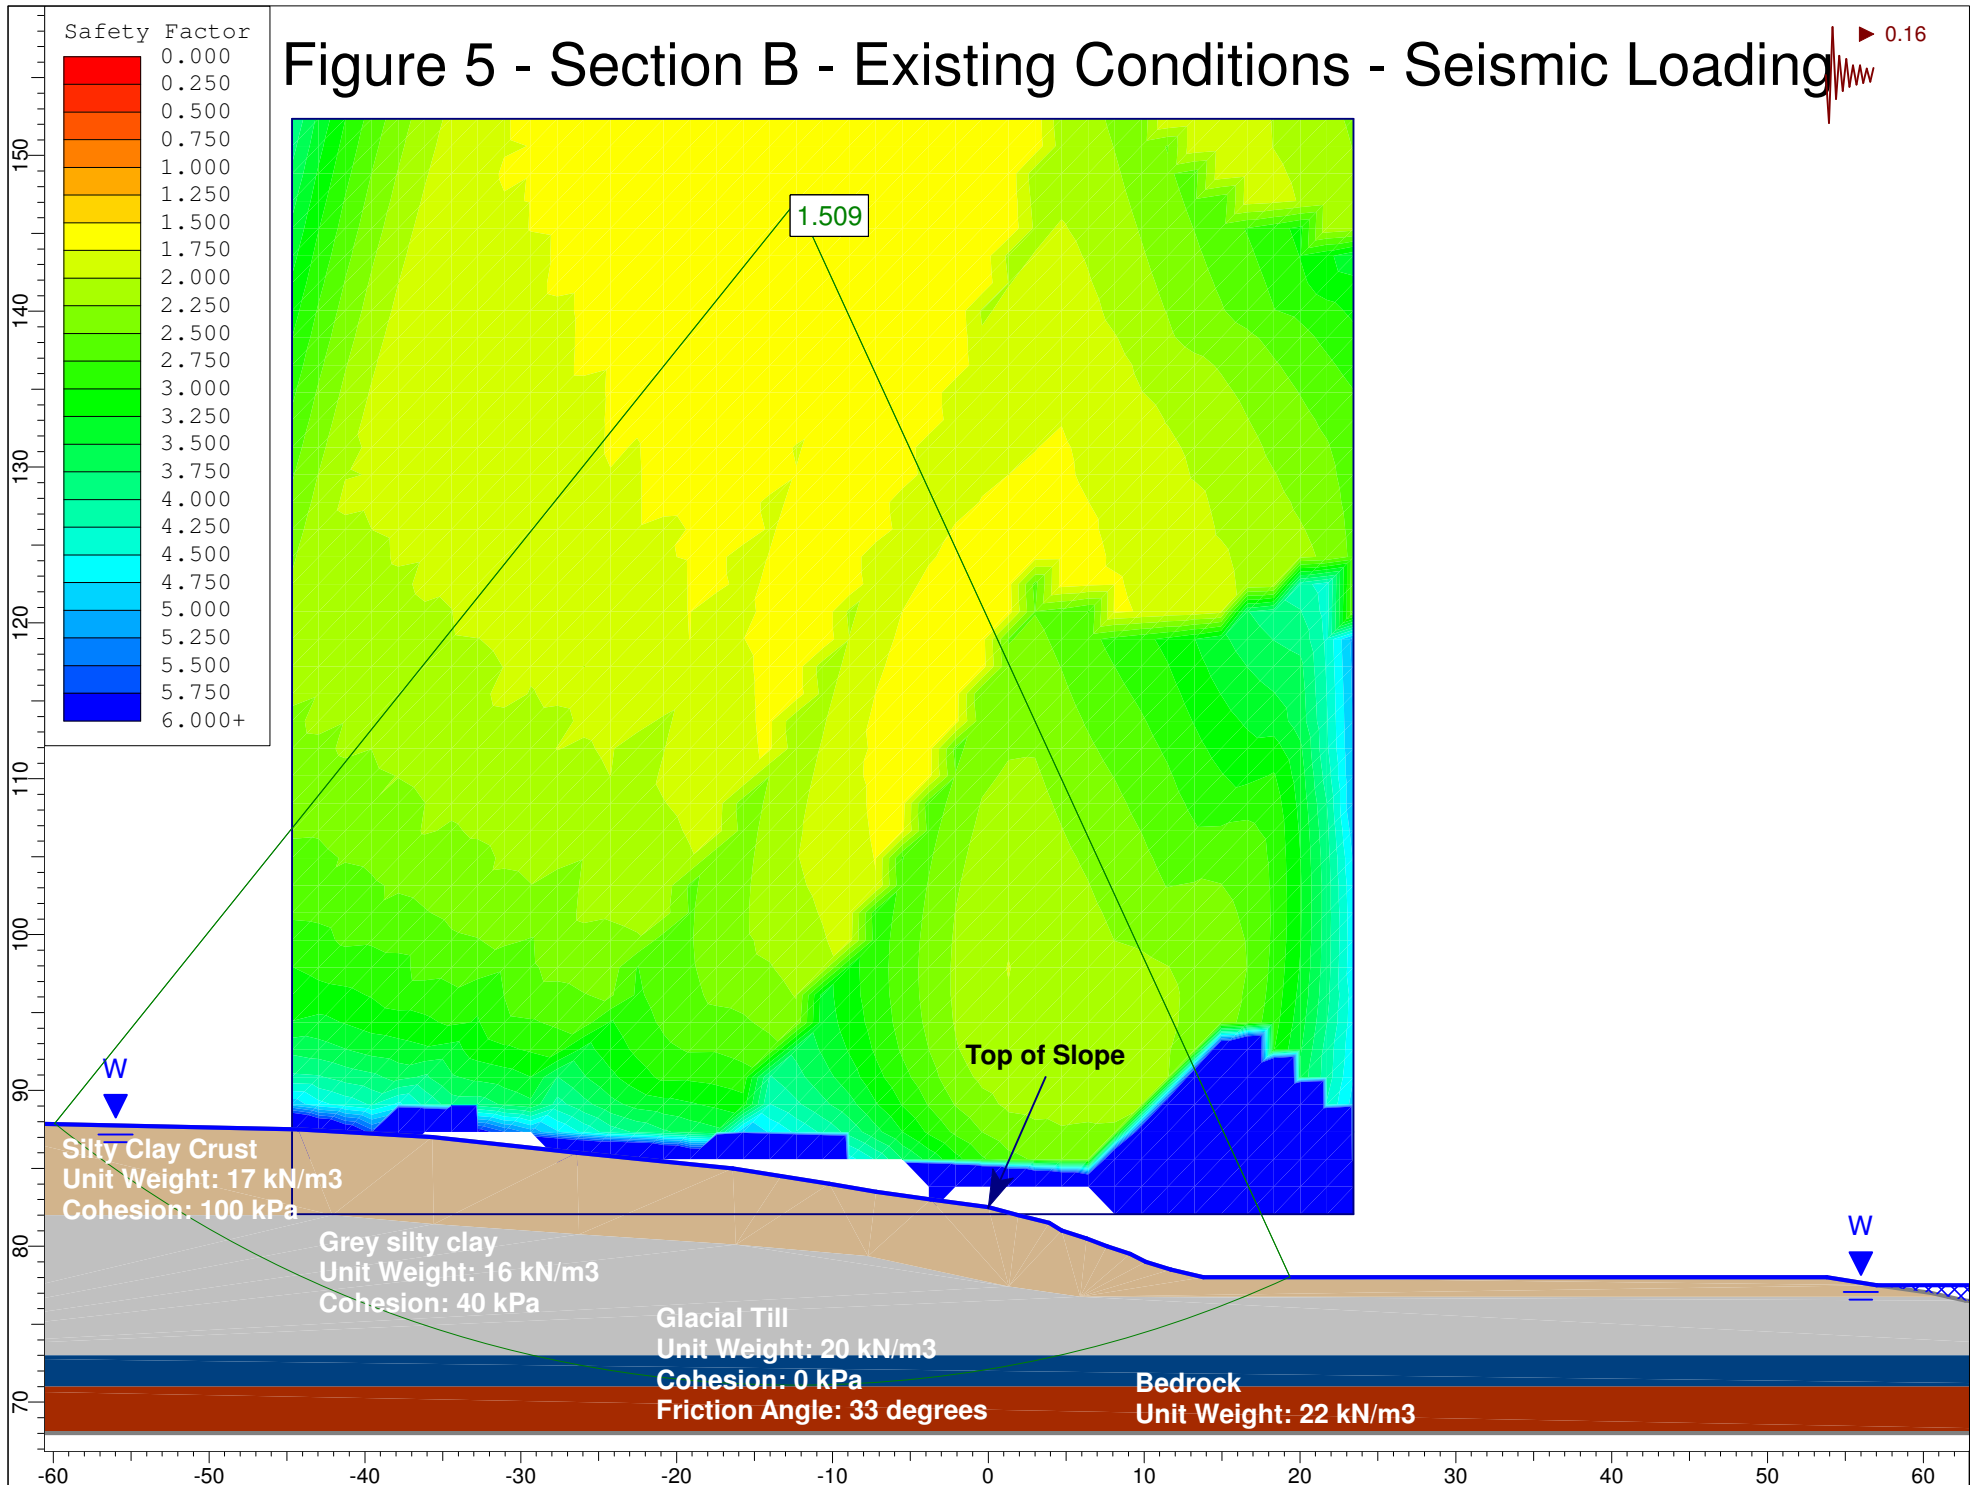 Safety Factor
0.000
0.250
0.500
0.750
1.000
1.250
1.500
1.750
2.000
2.250
2.500
2.750
3.000
3.250
3.500
3.750
4.000
4.250
4.500
4.750
5.000
5.250
5.500
5.750
6.000+
Figure 5 - Section B - Existing Conditions - Seismic Loading
0.16
1.509
Top of Slope
W
W
Silty Clay Crust
Unit Weight: 17 kN/m3
Cohesion: 100 kPa
Grey silty clay
Unit Weight: 16 kN/m3
Cohesion: 40 kPa
Glacial Till
Unit Weight: 20 kN/m3
Cohesion: 0 kPa
Friction Angle: 33 degrees
Bedrock
Unit Weight: 22 kN/m3
150
140
130
120
110
100
90
80
70
-60 -50 -40 -30 -20 -10 0 10 20 30 40 50 60